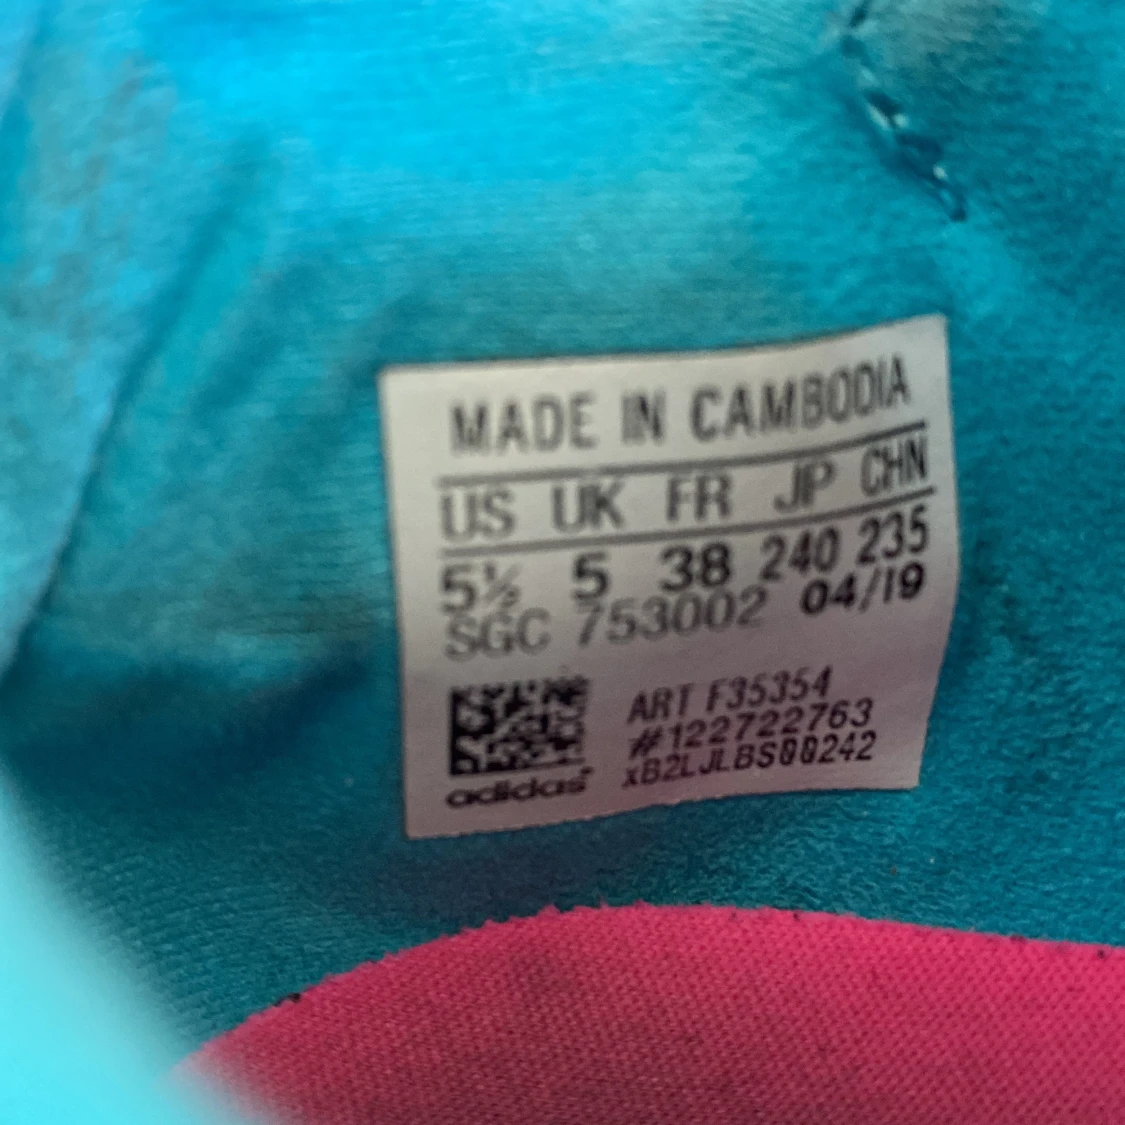 MADE IN CAMBODIA
US UK FR JP CHN
5½ 5 38 240 235
SGC 753002 04/19
ART F35354
#122722763
xB2LJLBS00242
adidas